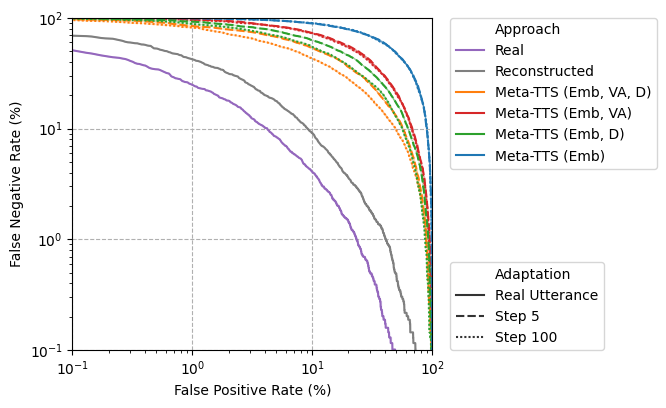 10²
10¹
10⁰
10⁻¹
False Negative Rate (%)
10⁻¹
10⁰
10¹
10²
False Positive Rate (%)
Approach
Real
Reconstructed
Meta-TTS (Emb, VA, D)
Meta-TTS (Emb, VA)
Meta-TTS (Emb, D)
Meta-TTS (Emb)
Adaptation
Real Utterance
Step 5
Step 100